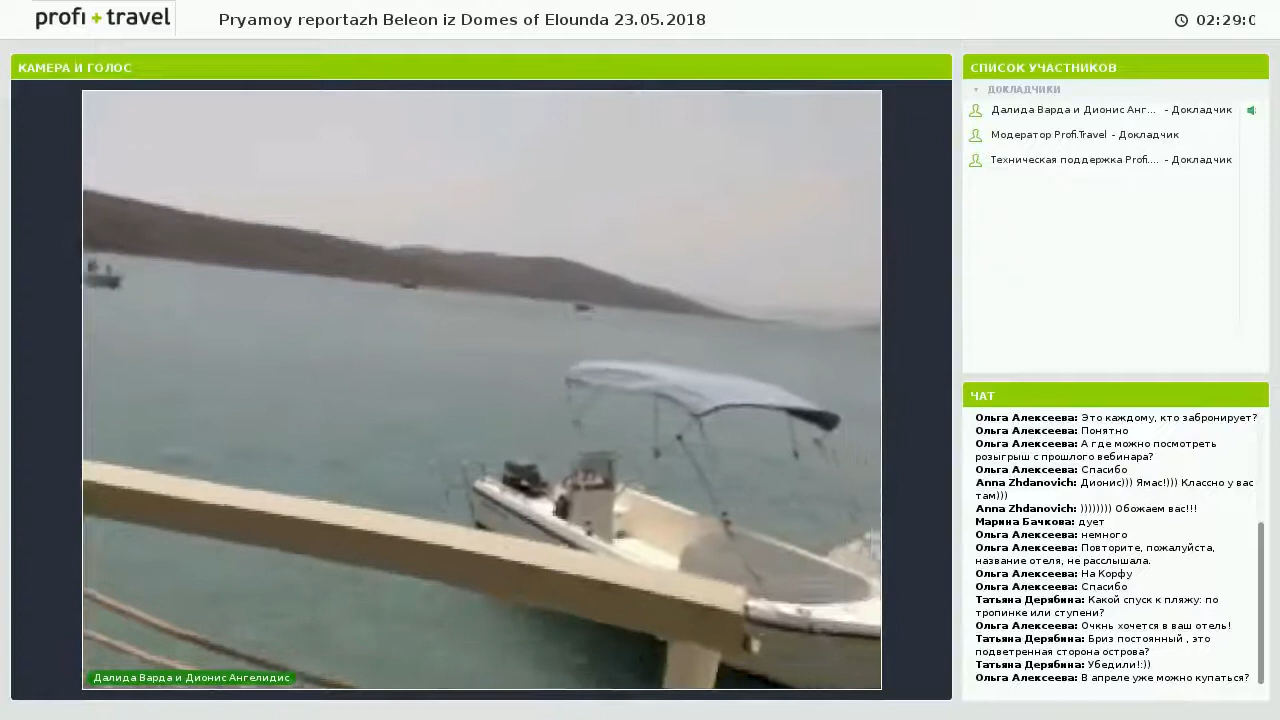 profi + travel
Pryamoy reportazh Beleon iz Domes of Elounda 23.05.2018
02:29:0
КАМЕРА И ГОЛОС
Далида Варда и Дионис Ангелидис
СПИСОК УЧАСТНИКОВ
ДОКЛАДЧИКИ
Далида Варда и Дионис Анг... - Докладчик
Модератор Profi.Travel - Докладчик
Техническая поддержка Profi.... - Докладчик
ЧАТ
Ольга Алексеева: Это каждому, кто забронирует?
Ольга Алексеева: Понятно
Ольга Алексеева: А где можно посмотреть
розыгрыш с прошлого вебинара?
Ольга Алексеева: Спасибо
Anna Zhdanovich: Дионис))) Ямас!))) Классно у вас
там)))
Anna Zhdanovich: )))))))) Обожаем вас!!!
Марина Бачкова: дует
Ольга Алексеева: немного
Ольга Алексеева: Повторите, пожалуйста,
название отеля, не расслышала.
Ольга Алексеева: На Корфу
Ольга Алексеева: Спасибо
Татьяна Дерябина: Какой спуск к пляжу: по
тропинке или ступени?
Ольга Алексеева: Очкнь хочется в ваш отель!
Татьяна Дерябина: Бриз постоянный , это
подветренная сторона острова?
Татьяна Дерябина: Убедили!:))
Ольга Алексеева: В апреле уже можно купаться?